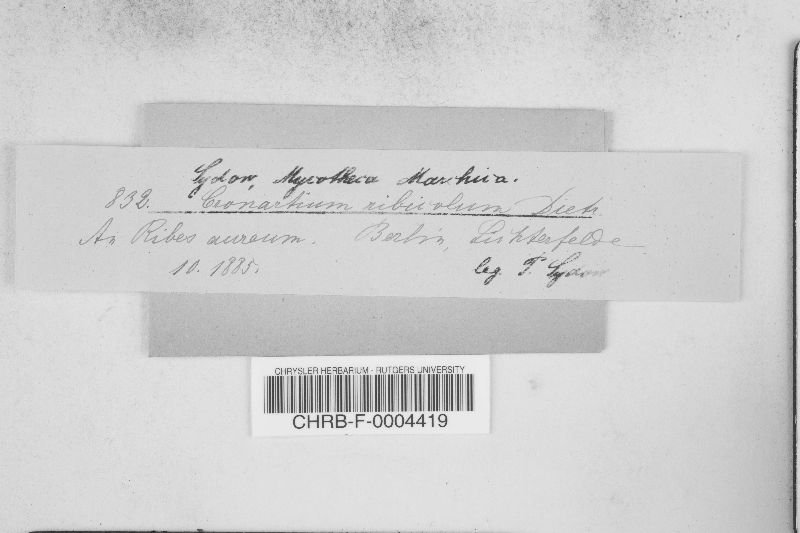 Sydow, Mycotheca Marchica.
832. Cronartium ribicolum Dietr
An Ribes aureum. Berlin, Lichterfelde
10. 1885. leg. P. Sydow
CHRYSLER HERBARIUM - RUTGERS UNIVERSITY
CHRB-F-0004419